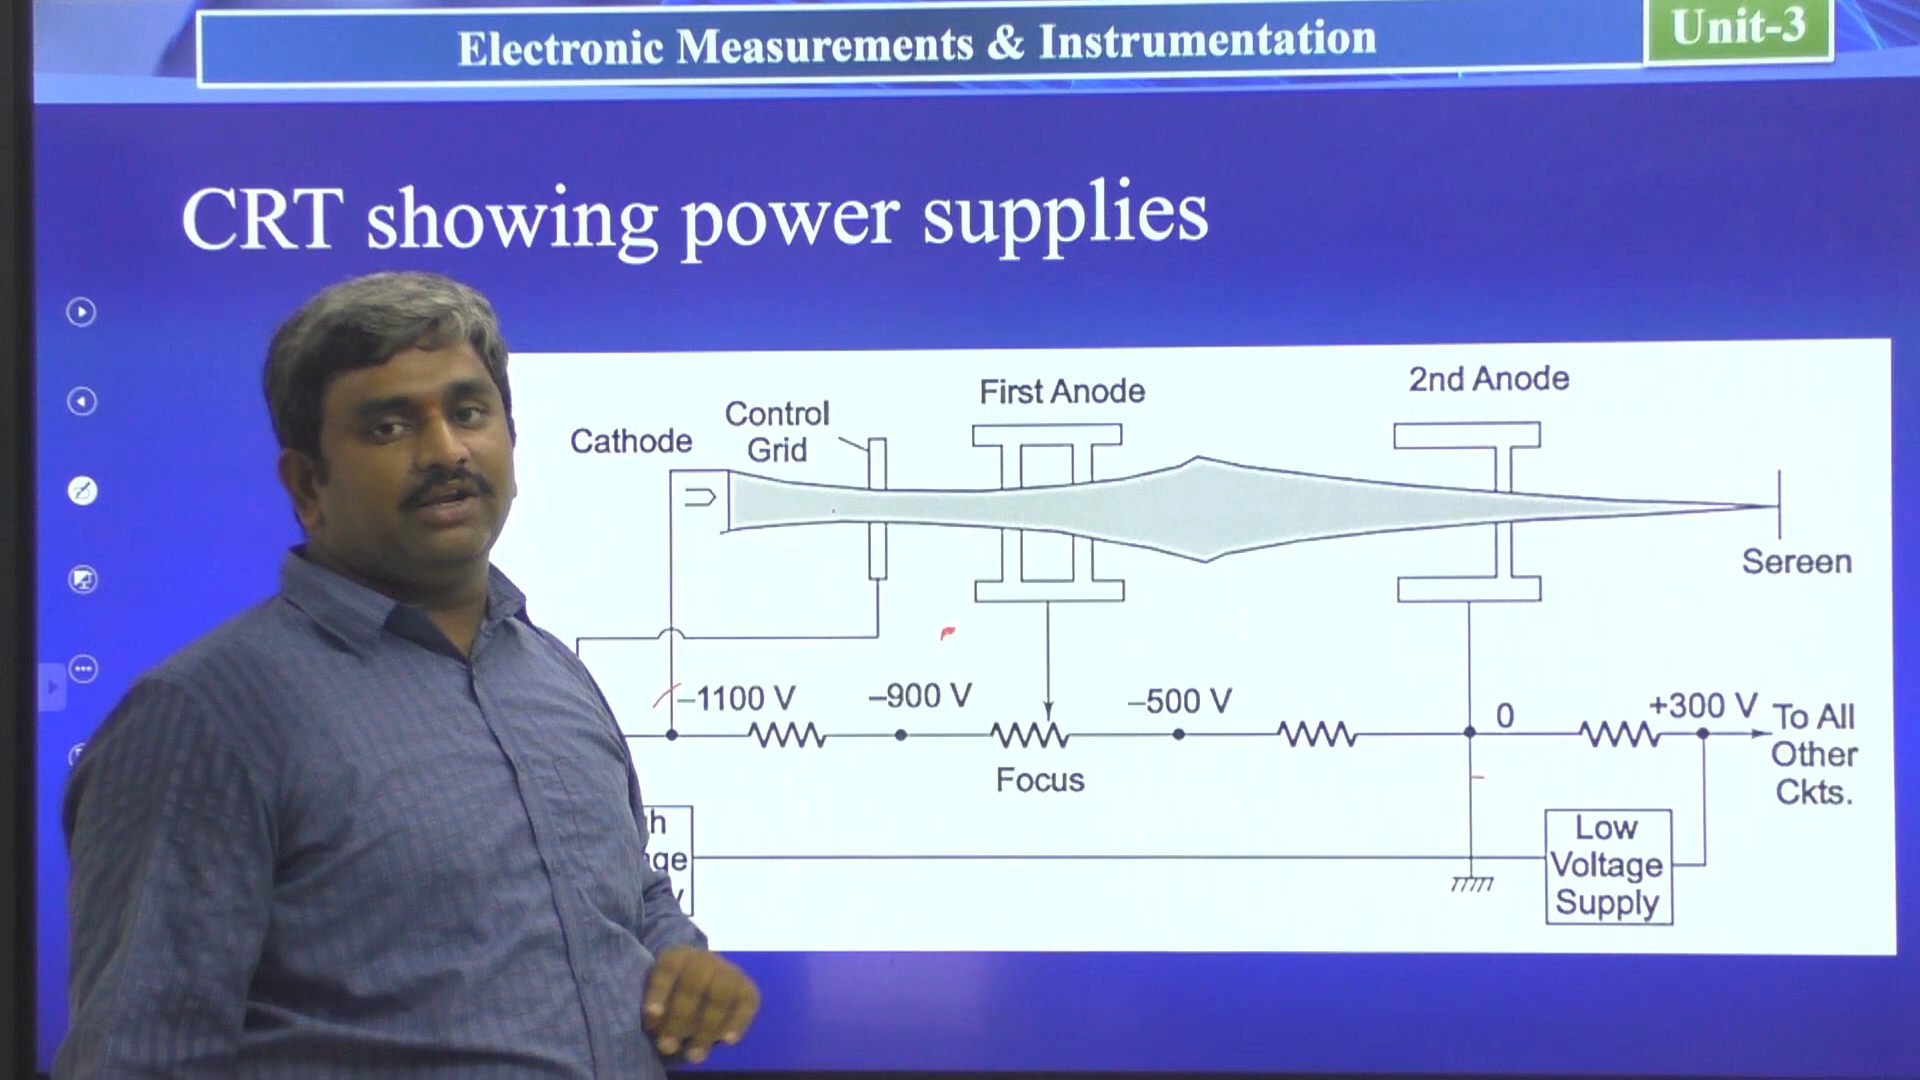 Electronic Measurements & Instrumentation
Unit-3
CRT showing power supplies
First Anode
2nd Anode
Control
Grid
Cathode
Sereen
–1100 V
–900 V
–500 V
0
+300 V
To All
Other
Ckts.
Focus
Low
Voltage
Supply